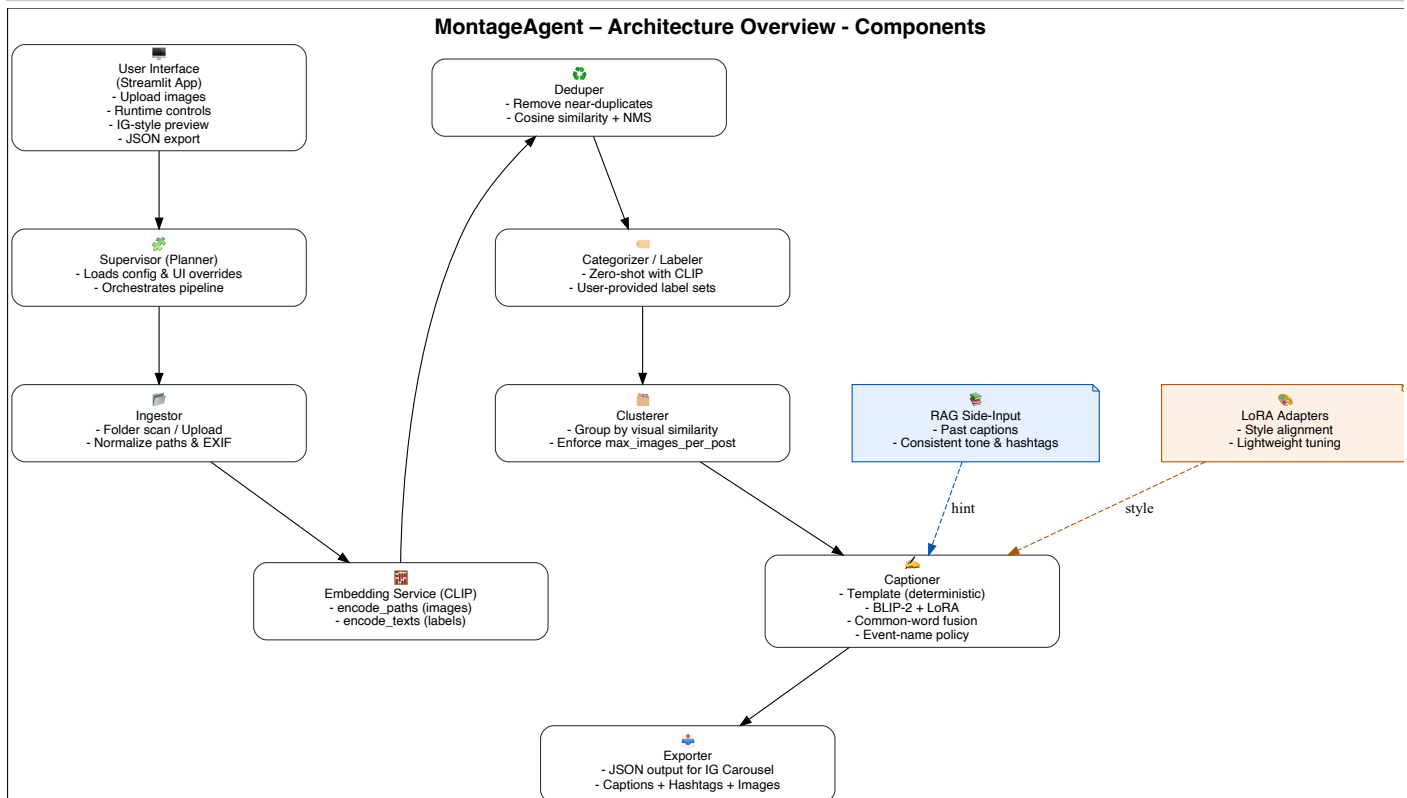 MontageAgent – Architecture Overview - Components
User Interface
(Streamlit App)
- Upload images
- Runtime controls
- IG-style preview
- JSON export
Deduper
- Remove near-duplicates
- Cosine similarity + NMS
Supervisor (Planner)
- Loads config & UI overrides
- Orchestrates pipeline
Categorizer / Labeler
- Zero-shot with CLIP
- User-provided label sets
Ingestor
- Folder scan / Upload
- Normalize paths & EXIF
Clusterer
- Group by visual similarity
- Enforce max_images_per_post
RAG Side-Input
- Past captions
- Consistent tone & hashtags
LoRA Adapters
- Style alignment
- Lightweight tuning
hint
style
Embedding Service (CLIP)
- encode_paths (images)
- encode_texts (labels)
Captioner
- Template (deterministic)
- BLIP-2 + LoRA
- Common-word fusion
- Event-name policy
Exporter
- JSON output for IG Carousel
- Captions + Hashtags + Images